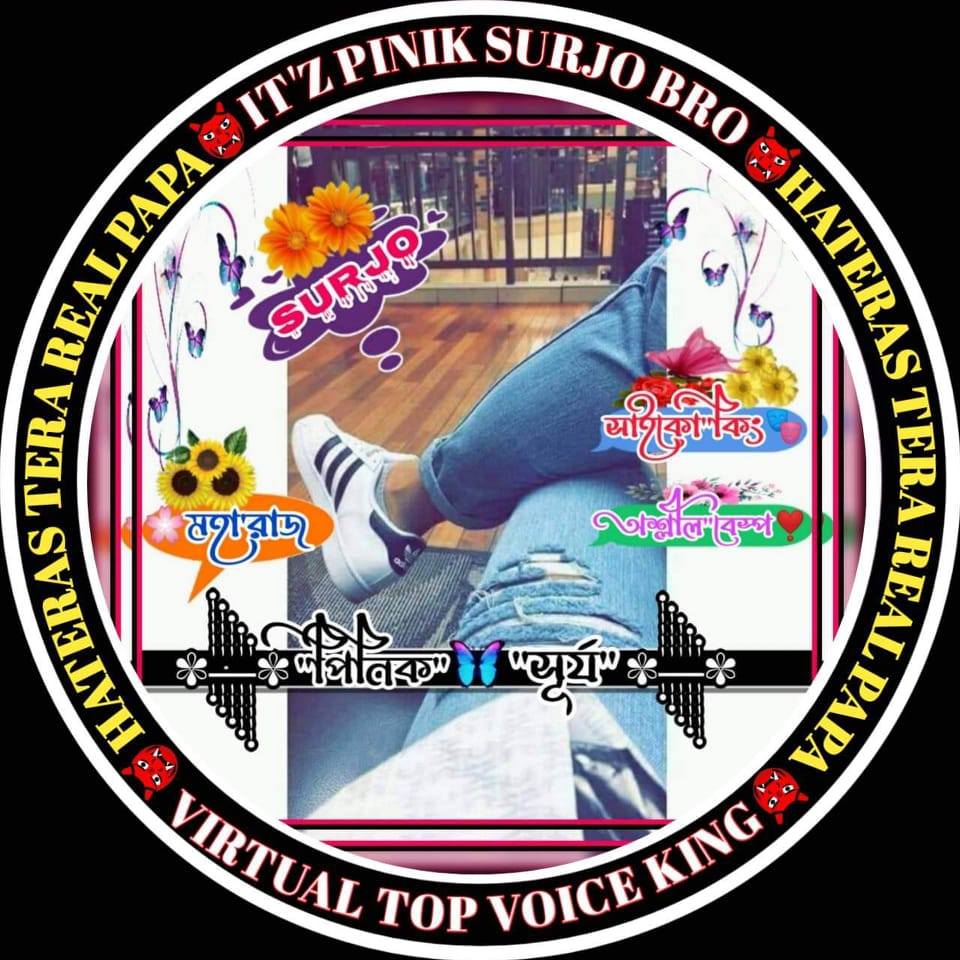 IT'Z PINIK SURJO BRO
HATERAS TERA REAL PAPA
HATERAS TERA REAL PAPA
VIRTUAL TOP VOICE KING
SURJO
সাইকো"কিং
মহা'রাজ
অশ্লীল"বেস্প
"পিনিক" "সূর্য"